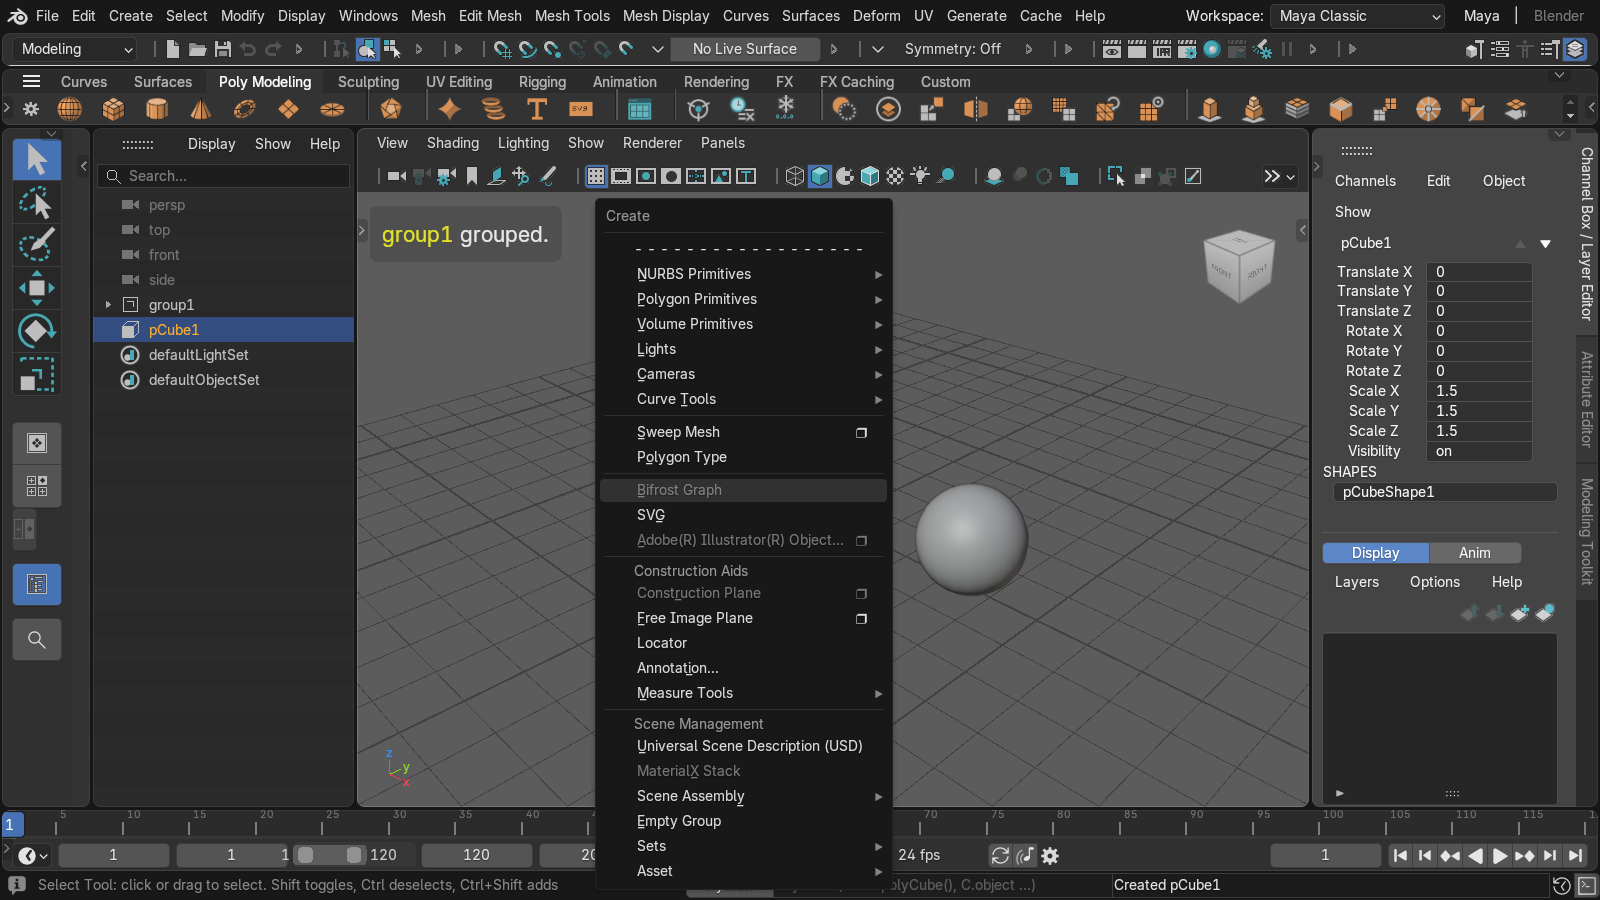 File Edit Create Select Modify Display Windows Mesh Edit Mesh Mesh Tools Mesh Display Curves Surfaces Deform UV Generate Cache Help Workspace: Maya Classic Maya | Blender
Modeling No Live Surface Symmetry: Off
Curves Surfaces Poly Modeling Sculpting UV Editing Rigging Animation Rendering FX FX Caching Custom
Display Show Help
Search...
persp
top
front
side
group1
pCube1
defaultLightSet
defaultObjectSet
View Shading Lighting Show Renderer Panels
group1 grouped.
FRONT RIGHT
z
y
x
Create
- - - - - - - - - - - - - - - - - -
NURBS Primitives
Polygon Primitives
Volume Primitives
Lights
Cameras
Curve Tools
Sweep Mesh
Polygon Type
Bifrost Graph
SVG
Adobe(R) Illustrator(R) Object...
Construction Aids
Construction Plane
Free Image Plane
Locator
Annotation...
Measure Tools
Scene Management
Universal Scene Description (USD)
MaterialX Stack
Scene Assembly
Empty Group
Sets
Asset
Channels Edit Object
Show
pCube1
Translate X 0
Translate Y 0
Translate Z 0
Rotate X 0
Rotate Y 0
Rotate Z 0
Scale X 1.5
Scale Y 1.5
Scale Z 1.5
Visibility on
SHAPES
pCubeShape1
Display Anim
Layers Options Help
Channel Box / Layer Editor
Attribute Editor
Modeling Toolkit
1 5 10 15 20 25 30 35 40 45 70 75 80 85 90 95 100 105 110 115
1 1 1 120 120 20 24 fps 1
Select Tool: click or drag to select. Shift toggles, Ctrl deselects, Ctrl+Shift adds
olyCube(), C.object ...)
Created pCube1